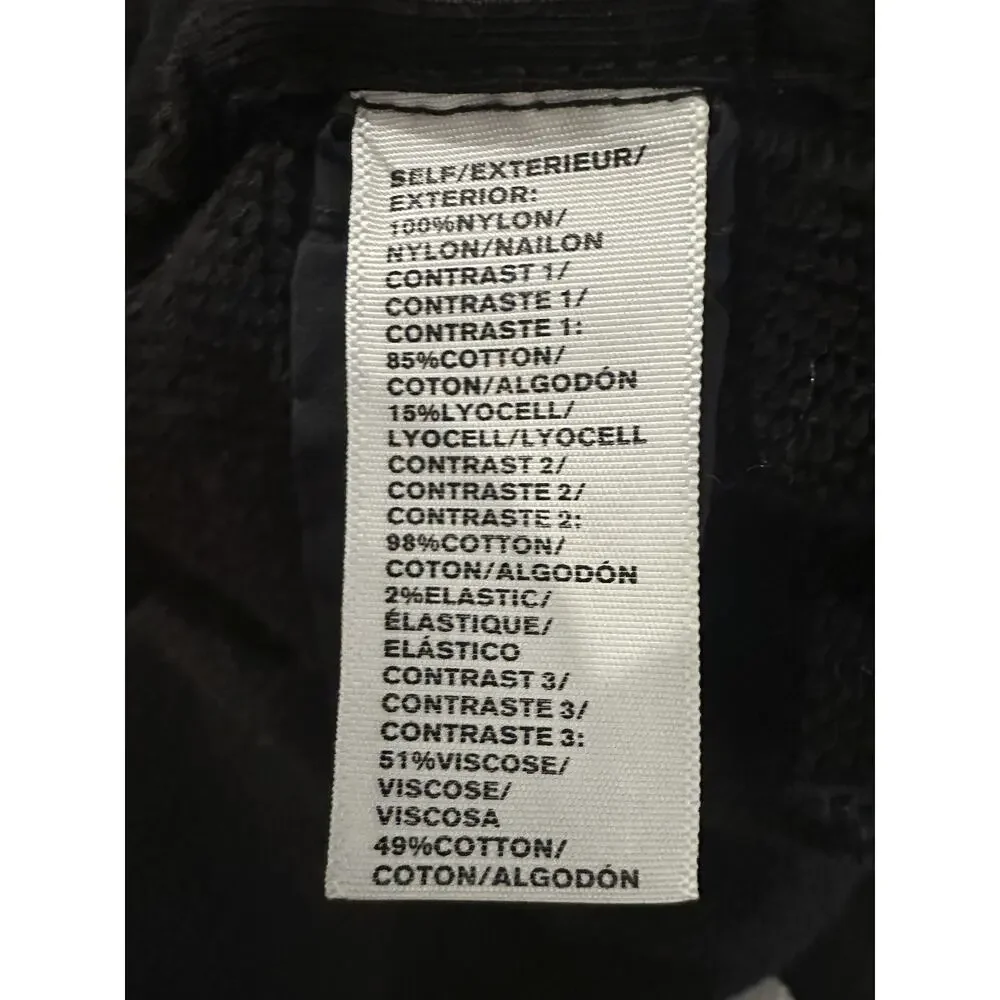 SELF/EXTERIEUR/
EXTERIOR:
100%NYLON/
NYLON/NAILON
CONTRAST 1/
CONTRASTE 1/
CONTRASTE 1:
85%COTTON/
COTON/ALGODÓN
15%LYOCELL/
LYOCELL/LYOCELL
CONTRAST 2/
CONTRASTE 2/
CONTRASTE 2:
98%COTTON/
COTON/ALGODÓN
2%ELASTIC/
ÉLASTIQUE/
ELÁSTICO
CONTRAST 3/
CONTRASTE 3/
CONTRASTE 3:
51%VISCOSE/
VISCOSE/
VISCOSA
49%COTTON/
COTON/ALGODÓN